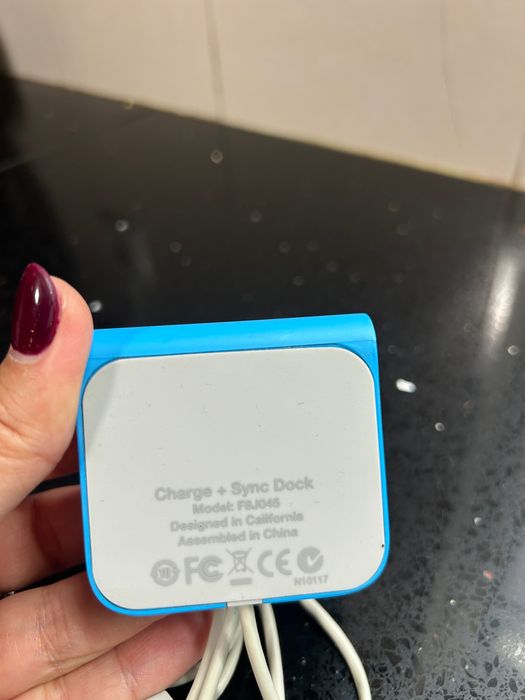 Charge + Sync Dock
Model: F8J045
Designed in California
Assembled in China
FC CE
N10117